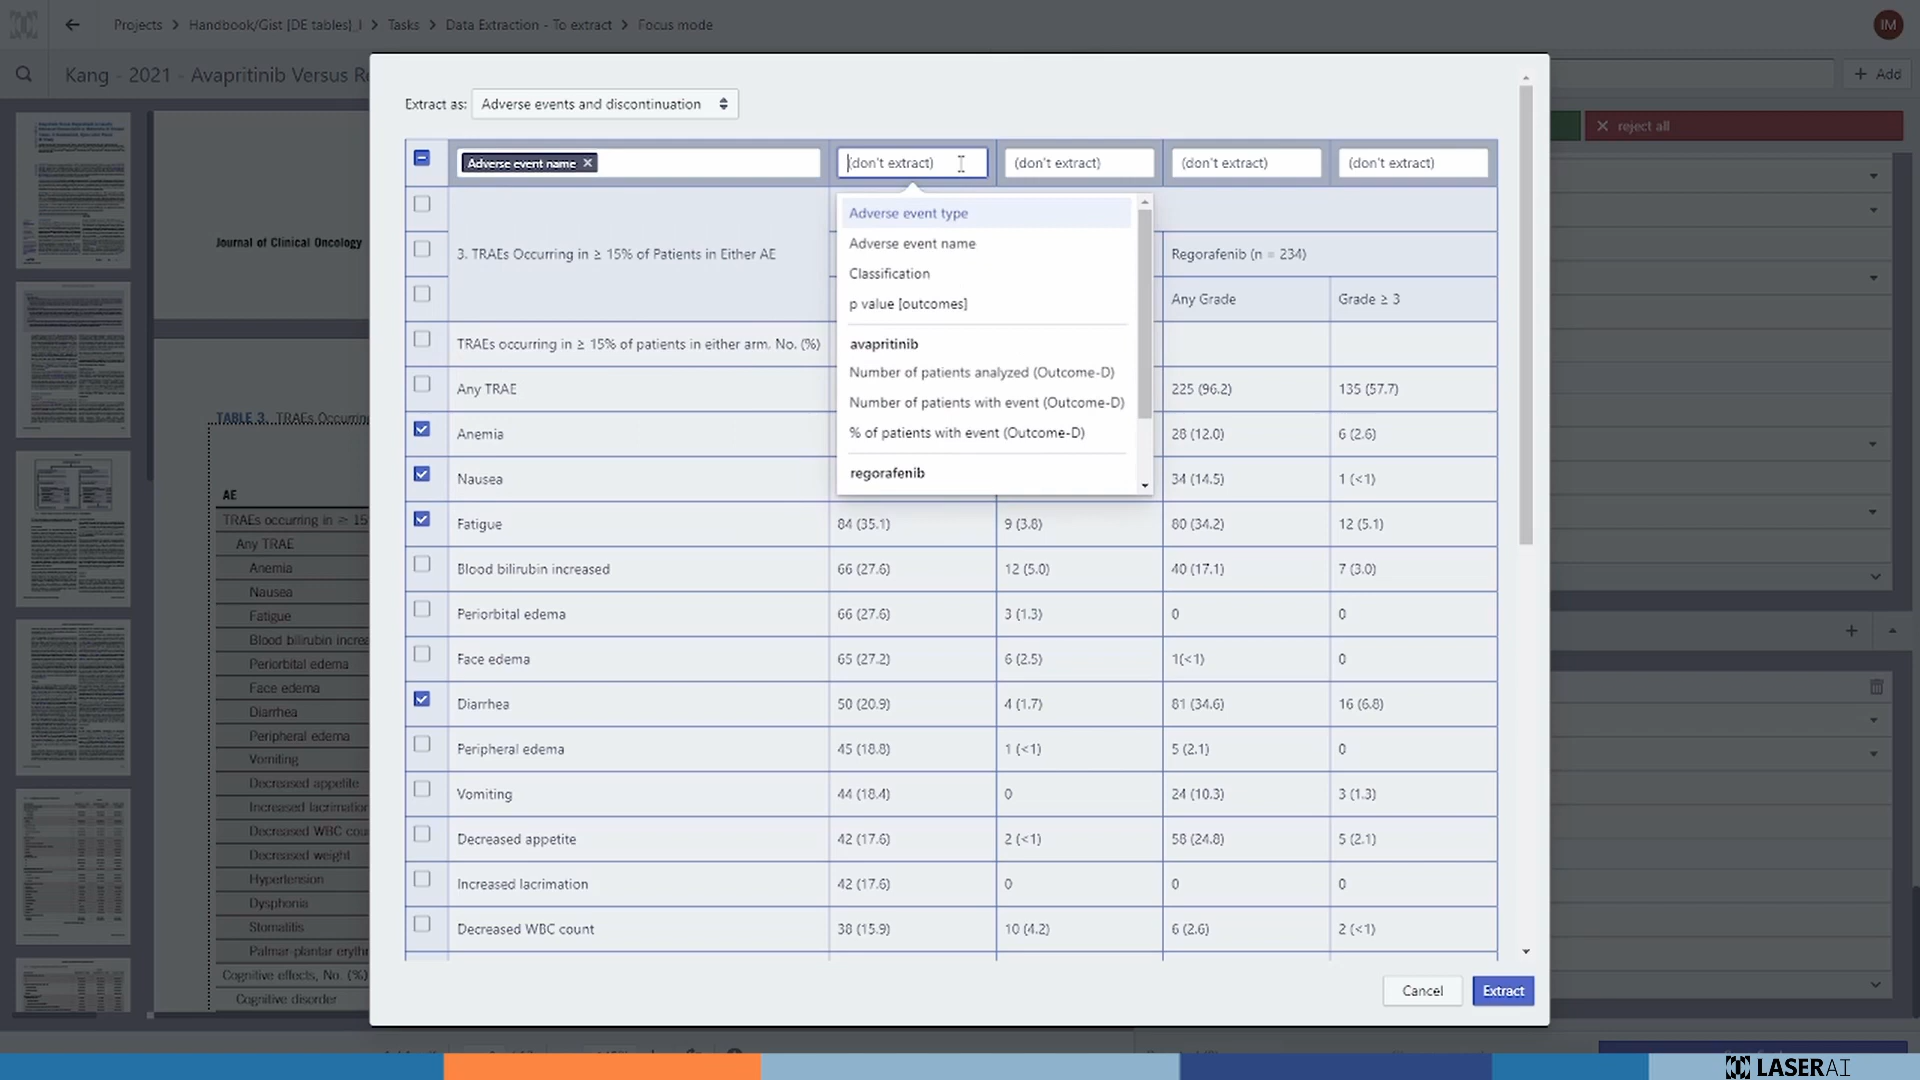 Projects > Handbook/Gist [DE tables]_I > Tasks > Data Extraction - To extract > Focus mode
IM
Kang - 2021 - Avapritinib Versus Re
+ Add
Extract as: Adverse events and discontinuation
reject all
Adverse event name × (don't extract) (don't extract) (don't extract) (don't extract)
Adverse event type
Adverse event name
Classification
p value [outcomes]
avapritinib
Number of patients analyzed (Outcome-D)
Number of patients with event (Outcome-D)
% of patients with event (Outcome-D)
regorafenib
3. TRAEs Occurring in ≥ 15% of Patients in Either AE Regorafenib (n = 234)
Any Grade Grade ≥ 3
TRAEs occurring in ≥ 15% of patients in either arm, No. (%)
Any TRAE 225 (96.2) 135 (57.7)
Anemia 28 (12.0) 6 (2.6)
Nausea 34 (14.5) 1 (<1)
Fatigue 84 (35.1) 9 (3.8) 80 (34.2) 12 (5.1)
Blood bilirubin increased 66 (27.6) 12 (5.0) 40 (17.1) 7 (3.0)
Periorbital edema 66 (27.6) 3 (1.3) 0 0
Face edema 65 (27.2) 6 (2.5) 1(<1) 0
Diarrhea 50 (20.9) 4 (1.7) 81 (34.6) 16 (6.8)
Peripheral edema 45 (18.8) 1 (<1) 5 (2.1) 0
Vomiting 44 (18.4) 0 24 (10.3) 3 (1.3)
Decreased appetite 42 (17.6) 2 (<1) 58 (24.8) 5 (2.1)
Increased lacrimation 42 (17.6) 0 0 0
Decreased WBC count 38 (15.9) 10 (4.2) 6 (2.6) 2 (<1)
Cancel Extract
Journal of Clinical Oncology
TABLE 3. TRAEs Occurrin
AE
TRAEs occurring in ≥ 15
Any TRAE
Anemia
Nausea
Fatigue
Blood bilirubin increa
Periorbital edema
Face edema
Diarrhea
Peripheral edema
Vomiting
Decreased appetite
Increased lacrimation
Decreased WBC cou
Decreased weight
Hypertension
Dysphonia
Stomatitis
Palmar-plantar eryth
Cognitive effects, No. (%)
Cognitive disorder
LASERAI